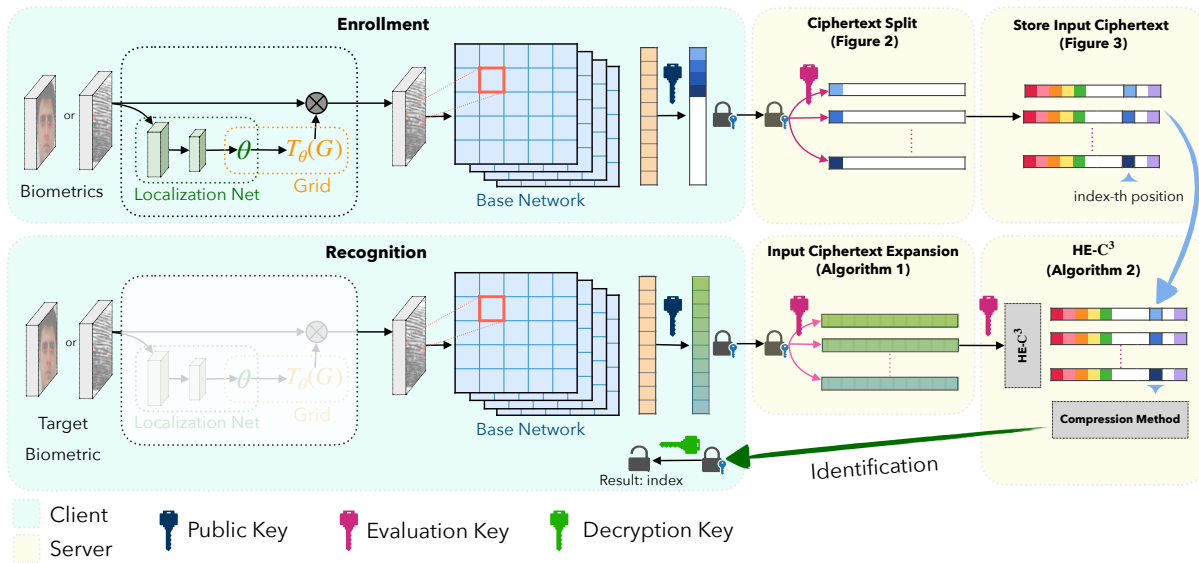 Enrollment
or
Biometrics
θ
T_θ(G)
Localization Net
Grid
Base Network
Ciphertext Split
(Figure 2)
Store Input Ciphertext
(Figure 3)
index-th position
Recognition
or
Target
Biometric
θ
T_θ(G)
Localization Net
Grid
Base Network
Result: index
Input Ciphertext Expansion
(Algorithm 1)
HE-C³
(Algorithm 2)
HE-C³
Compression Method
Identification
Client
Server
Public Key
Evaluation Key
Decryption Key